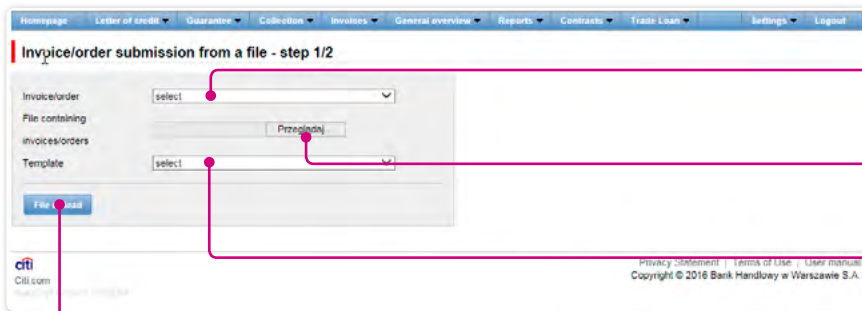 Homepage Letter of credit Guarantee Collection Invoices General overview Reports Contrasts Trade Loan Settings Logout
Invoice/order submission from a file - step 1/2
Invoice/order select
File containing
invoices/orders
Przeglądaj
Template select
File
citi
Citi.com
Privacy Statement | Terms of Use | User manual
Copyright © 2016 Bank Handlowy w Warszawie S.A.